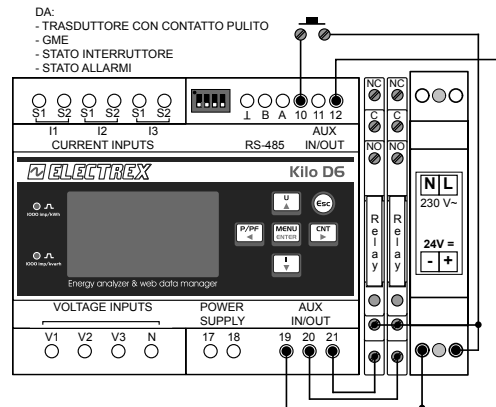 DA:
- TRASDUTTORE CON CONTATTO PULITO
- GME
- STATO INTERRUTTORE
- STATO ALLARMI
S1 S2 S1 S2 S1 S2
I1 I2 I3
CURRENT INPUTS
⊥ B A 10 11 12
RS-485
AUX
IN/OUT
ELECTREX
Kilo D6
1000 imp/kWh
1000 imp/kvarh
U
Esc
P/PF
MENU
ENTER
CNT
I
Energy analyzer & web data manager
VOLTAGE INPUTS
V1 V2 V3 N
POWER
SUPPLY
17 18
AUX
IN/OUT
19 20 21
NC NC
C C
NO NO
Relay
Relay
N L
230 V~
24V =
- +